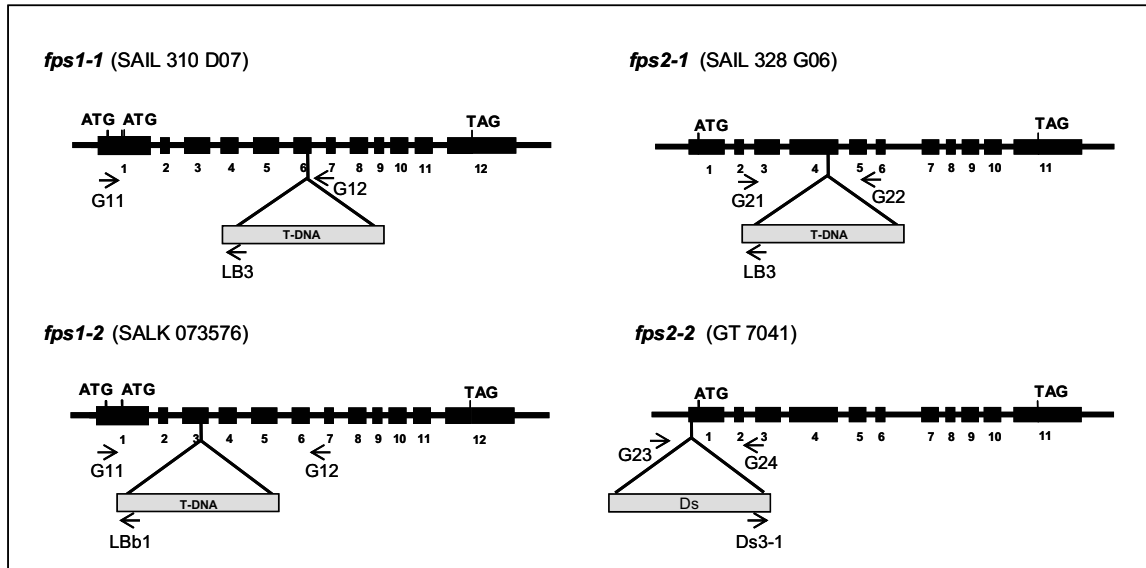 fps1-1 (SAIL 310 D07)
ATG ATG TAG
1 2 3 4 5 6 7 8 9 10 11 12
G11 G12
T-DNA
LB3
fps2-1 (SAIL 328 G06)
ATG TAG
1 2 3 4 5 6 7 8 9 10 11
G21 G22
T-DNA
LB3
fps1-2 (SALK 073576)
ATG ATG TAG
1 2 3 4 5 6 7 8 9 10 11 12
G11 G12
T-DNA
LBb1
fps2-2 (GT 7041)
ATG TAG
1 2 3 4 5 6 7 8 9 10 11
G23 G24
Ds
Ds3-1